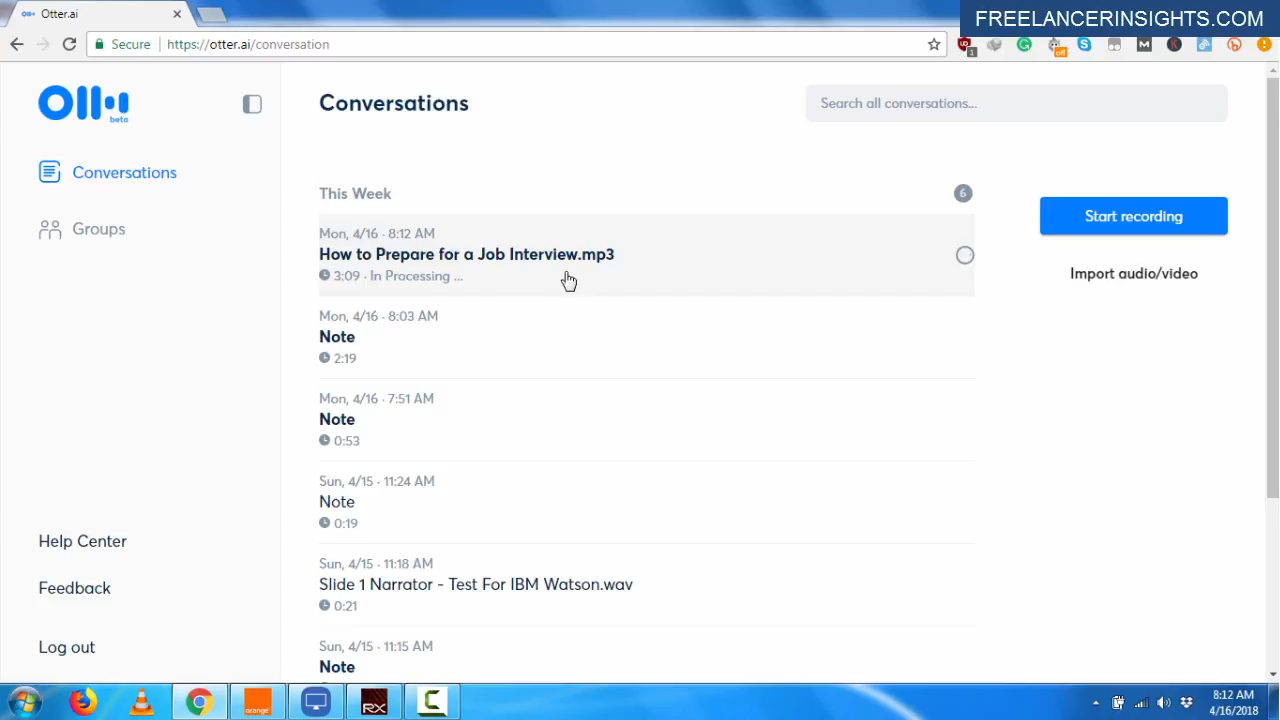 Otter.ai
FREELANCERINSIGHTS.COM
Secure
https://otter.ai/conversation
beta
Conversations
Search all conversations...
Conversations
Groups
This Week
6
Start recording
Import audio/video
Mon, 4/16 · 8:12 AM
How to Prepare for a Job Interview.mp3
3:09 · In Processing ...
Mon, 4/16 · 8:03 AM
Note
2:19
Mon, 4/16 · 7:51 AM
Note
0:53
Sun, 4/15 · 11:24 AM
Note
0:19
Sun, 4/15 · 11:18 AM
Slide 1 Narrator - Test For IBM Watson.wav
0:21
Sun, 4/15 · 11:15 AM
Note
Help Center
Feedback
Log out
orange
RX
8:12 AM
4/16/2018